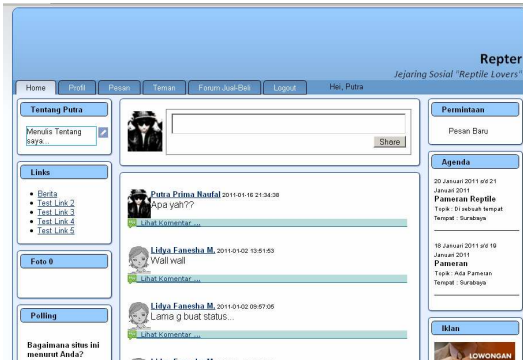 Repter
Jejaring Sosial "Reptile Lovers"
Home Profil Pesan Teman Forum Jual-Beli Logout Hei, Putra
Tentang Putra
Menulis Tentang
saya...
Links
Berita
Test Link 2
Test Link 3
Test Link 4
Test Link 5
Foto 0
Polling
Bagaimana situs ini
menurut Anda?
Share
Putra Prima Naufal 2011-01-16 21:34:38
Apa yah??
Lihat Komentar ...
Lidya Fanesha M. 2011-01-02 13:51:53
Wall wall
Lihat Komentar ...
Lidya Fanesha M. 2011-01-02 09:57:05
Lama g buat status...
Lihat Komentar ...
Permintaan
Pesan Baru
Agenda
20 Januari 2011 s/d 21
Januari 2011
Pameran Reptile
Topik : Di sebuah tempat
Tempat : Surabaya
18 Januari 2011 s/d 19
Januari 2011
Pameran
Topik : Ada Pameran
Tempat : Surabaya
Iklan
LOWONGAN